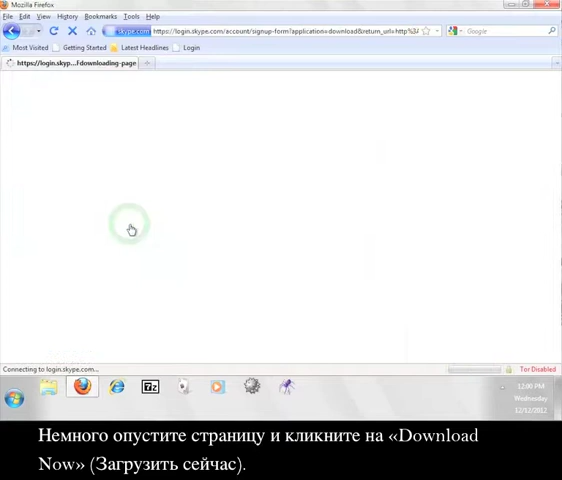 Mozilla Firefox
File Edit View History Bookmarks Tools Help
skype.com https://login.skype.com/account/signup-form?application=download&return_url=http%3A Google
Most Visited Getting Started Latest Headlines Login
https://login.skyp...Fdownloading-page
Connecting to login.skype.com...
Tor Disabled
7z
12:00 PM
Wednesday
12/12/2012
Немного опустите страницу и кликните на «Download
Now» (Загрузить сейчас).